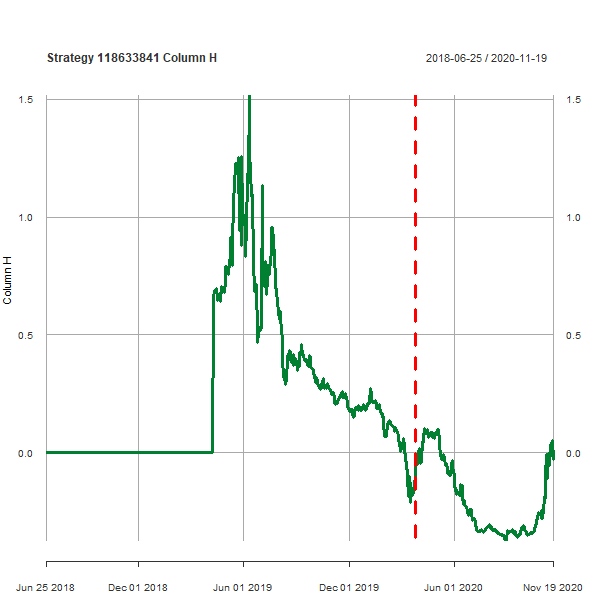 Strategy 118633841 Column H
2018-06-25 / 2020-11-19
1.5
1.5
1.0
1.0
Column H
0.5
0.5
0.0
0.0
Jun 25 2018
Dec 01 2018
Jun 01 2019
Dec 01 2019
Jun 01 2020
Nov 19 2020